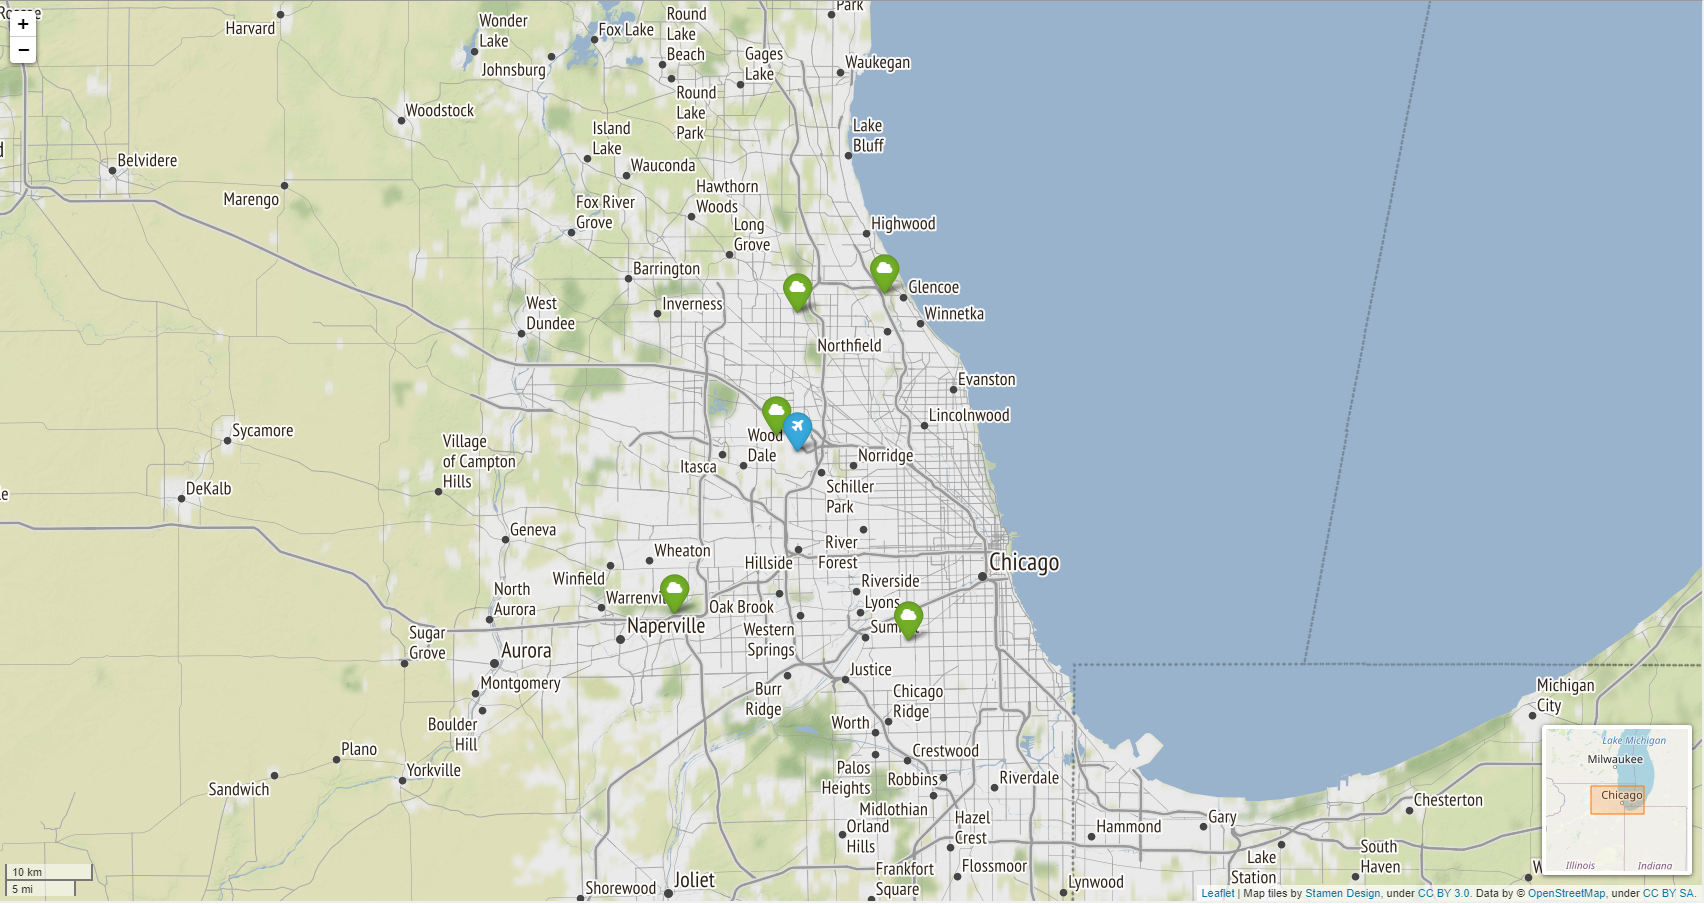 +
−
Harvard
Wonder
Lake
Johnsburg
Fox Lake
Round
Lake
Beach
Round
Lake
Park
Gages
Lake
Park
Waukegan
Woodstock
Island
Lake
Wauconda
Lake
Bluff
Belvidere
Marengo
Hawthorn
Woods
Fox River
Grove
Long
Grove
Highwood
Barrington
Inverness
West
Dundee
Glencoe
Winnetka
Northfield
Evanston
Lincolnwood
Sycamore
Village
of Campton
Hills
Wood
Dale
Itasca
Norridge
Schiller
Park
DeKalb
Geneva
Wheaton
Hillside
River
Forest
Chicago
Winfield
North
Aurora
Riverside
Lyons
Oak Brook
Naperville
Western
Springs
Sugar
Grove
Aurora
Montgomery
Justice
Burr
Ridge
Chicago
Ridge
Boulder
Hill
Worth
Crestwood
Plano
Yorkville
Sandwich
Palos
Heights
Robbins
Riverdale
Midlothian
Hazel
Crest
Orland
Hills
Hammond
Gary
Chesterton
Michigan
City
Frankfort
Square
Flossmoor
Lynwood
Lake
Station
South
Haven
Shorewood
Joliet
Lake Michigan
Milwaukee
Chicago
Illinois
Indiana
10 km
5 mi
Leaflet | Map tiles by Stamen Design, under CC BY 3.0. Data by © OpenStreetMap, under CC BY SA.